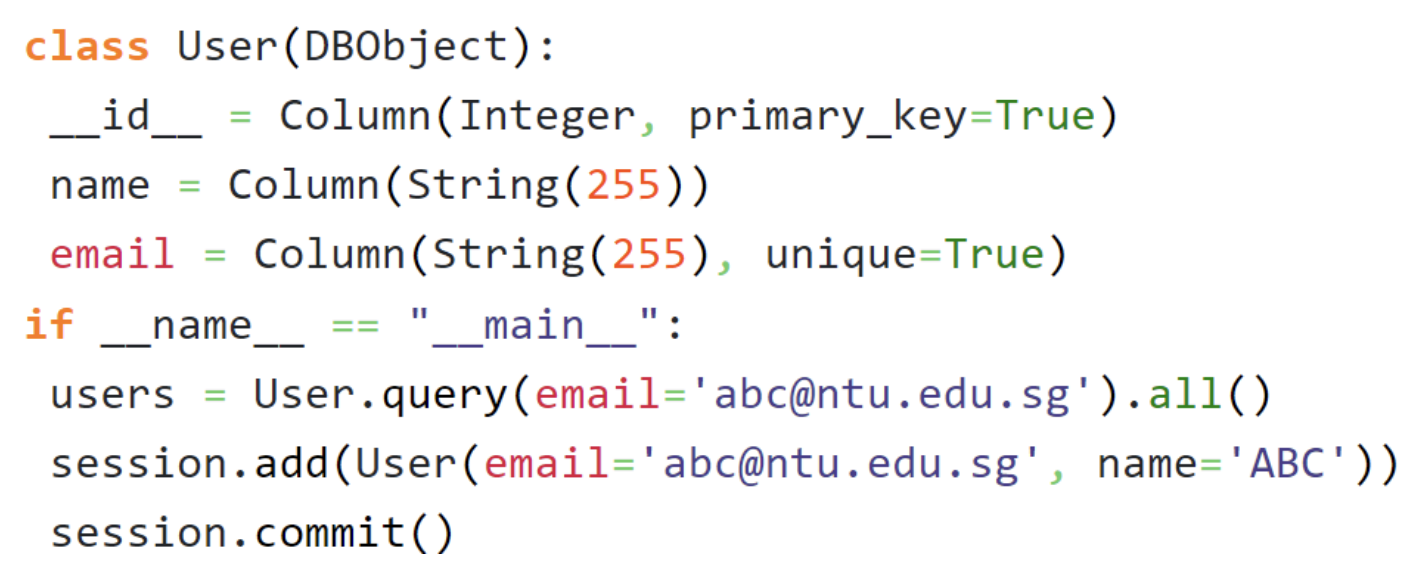 class User(DBObject):
 __id__ = Column(Integer, primary_key=True)
 name = Column(String(255))
 email = Column(String(255), unique=True)
if __name__ == "__main__":
 users = User.query(email='abc@ntu.edu.sg').all()
 session.add(User(email='abc@ntu.edu.sg', name='ABC'))
 session.commit()